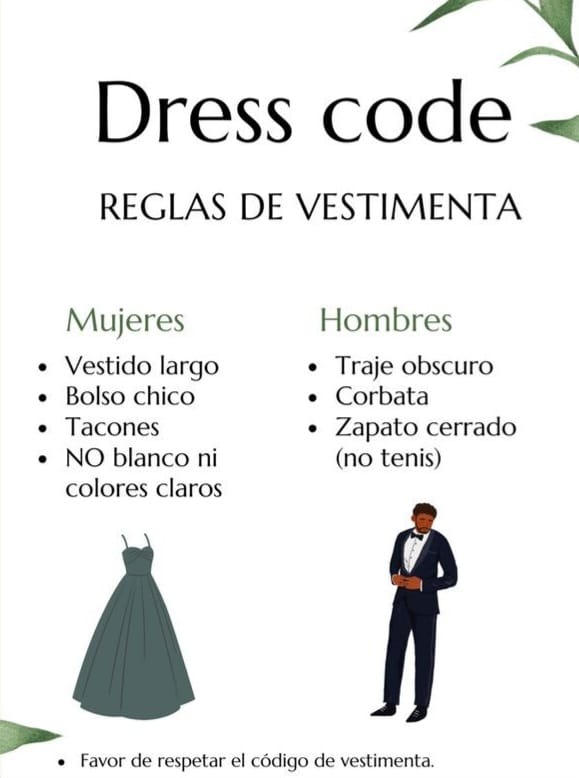 Dress code
REGLAS DE VESTIMENTA
Mujeres
• Vestido largo
• Bolso chico
• Tacones
• NO blanco ni
colores claros
Hombres
• Traje obscuro
• Corbata
• Zapato cerrado
(no tenis)
• Favor de respetar el código de vestimenta.